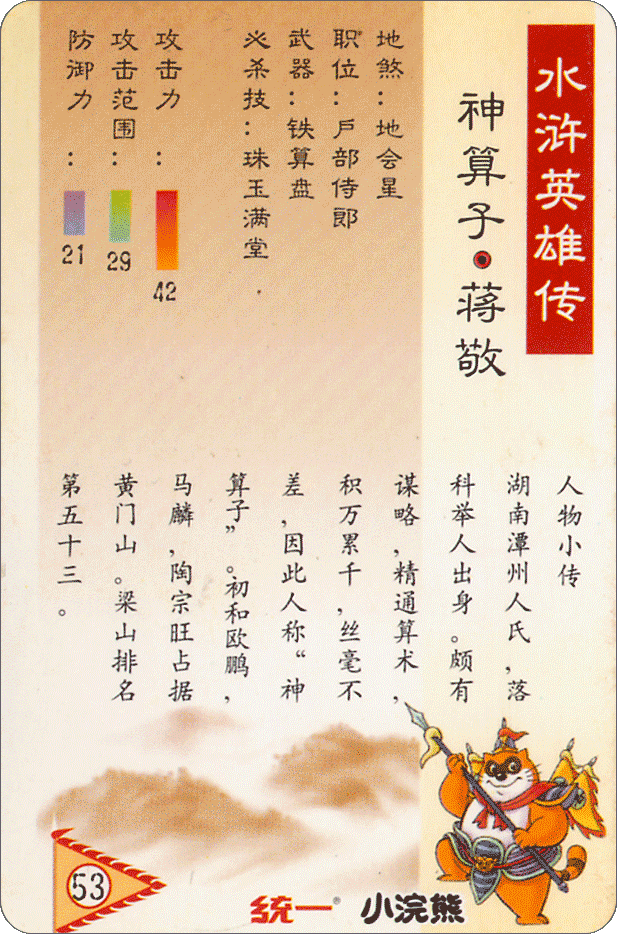 水浒英雄传
神算子·蒋敬
地煞：地会星
职位：户部侍郎
武器：铁算盘
必杀技：珠玉满堂
攻击力：
42
攻击范围：
29
防御力：
21
人物小传
湖南潭州人氏，落
科举人出身。颇有
谋略，精通算术，
积万累千，丝毫不
差，因此人称“神
算子”。初和欧鹏，
马麟，陶宗旺占据
黄门山。梁山排名
第五十三。
53
统一®
小浣熊